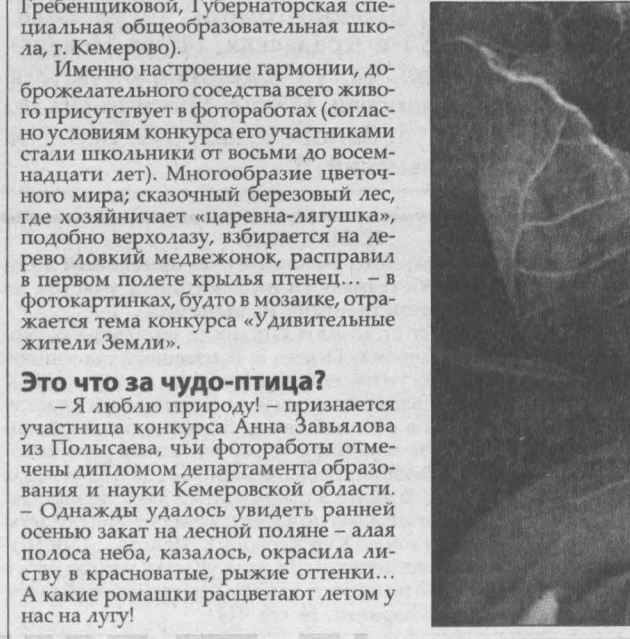 Гребенщиковой, Губернаторская спе-
циальная общеобразовательная шко-
ла, г. Кемерово).
Именно настроение гармонии, до-
брожелательного соседства всего живо-
го присутствует в фотоработах (соглас-
но условиям конкурса его участниками
стали школьники от восьми до восем-
надцати лет). Многообразие цветоч-
ного мира; сказочный березовый лес,
где хозяйничает «царевна-лягушка»,
подобно верхолазу, взбирается на де-
рево ловкий медвежонок, расправил
в первом полете крылья птенец... – в
фотокартинках, будто в мозаике, отра-
жается тема конкурса «Удивительные
жители Земли».
Это что за чудо-птица?
– Я люблю природу! – признается
участница конкурса Анна Завьялова
из Полысаева, чьи фотоработы отме-
чены дипломом департамента образо-
вания и науки Кемеровской области.
– Однажды удалось увидеть ранней
осенью закат на лесной поляне – алая
полоса неба, казалось, окрасила ли-
ству в красноватые, рыжие оттенки...
А какие ромашки расцветают летом у
нас на лугу!